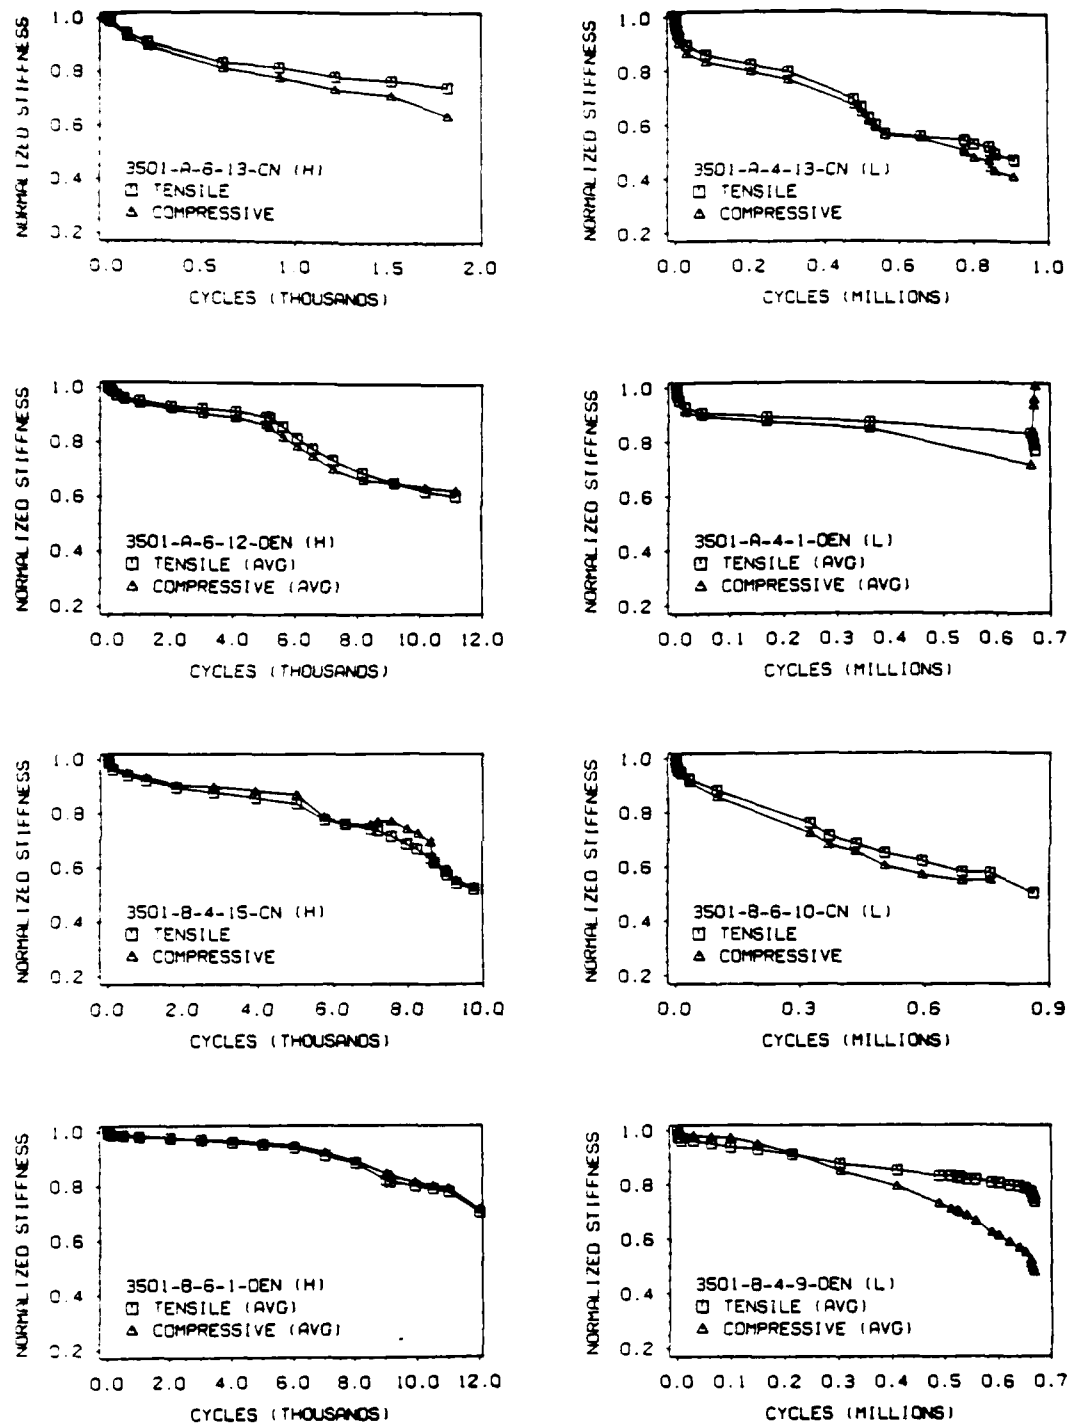 NORMALIZED STIFFNESS
1.0
0.8
0.6
0.4
0.2
3501-A-6-13-CN (H)
TENSILE
COMPRESSIVE
0.0 0.5 1.0 1.5 2.0
CYCLES (THOUSANDS)
NORMALIZED STIFFNESS
1.0
0.8
0.6
0.4
0.2
3501-A-4-13-CN (L)
TENSILE
COMPRESSIVE
0.0 0.2 0.4 0.6 0.8 1.0
CYCLES (MILLIONS)
NORMALIZED STIFFNESS
1.0
0.8
0.6
0.4
0.2
3501-A-6-12-DEN (H)
TENSILE (AVG)
COMPRESSIVE (AVG)
0.0 2.0 4.0 6.0 8.0 10.0 12.0
CYCLES (THOUSANDS)
NORMALIZED STIFFNESS
1.0
0.8
0.6
0.4
0.2
3501-A-4-1-DEN (L)
TENSILE (AVG)
COMPRESSIVE (AVG)
0.0 0.1 0.2 0.3 0.4 0.5 0.6 0.7
CYCLES (MILLIONS)
NORMALIZED STIFFNESS
1.0
0.8
0.6
0.4
0.2
3501-B-4-15-CN (H)
TENSILE
COMPRESSIVE
0.0 2.0 4.0 6.0 8.0 10.0
CYCLES (THOUSANDS)
NORMALIZED STIFFNESS
1.0
0.8
0.6
0.4
0.2
3501-B-6-10-CN (L)
TENSILE
COMPRESSIVE
0.0 0.3 0.6 0.9
CYCLES (MILLIONS)
NORMALIZED STIFFNESS
1.0
0.8
0.6
0.4
0.2
3501-B-6-1-DEN (H)
TENSILE (AVG)
COMPRESSIVE (AVG)
0.0 2.0 4.0 6.0 8.0 10.0 12.0
CYCLES (THOUSANDS)
NORMALIZED STIFFNESS
1.0
0.8
0.6
0.4
0.2
3501-B-4-9-DEN (L)
TENSILE (AVG)
COMPRESSIVE (AVG)
0.0 0.1 0.2 0.3 0.4 0.5 0.6 0.7
CYCLES (MILLIONS)